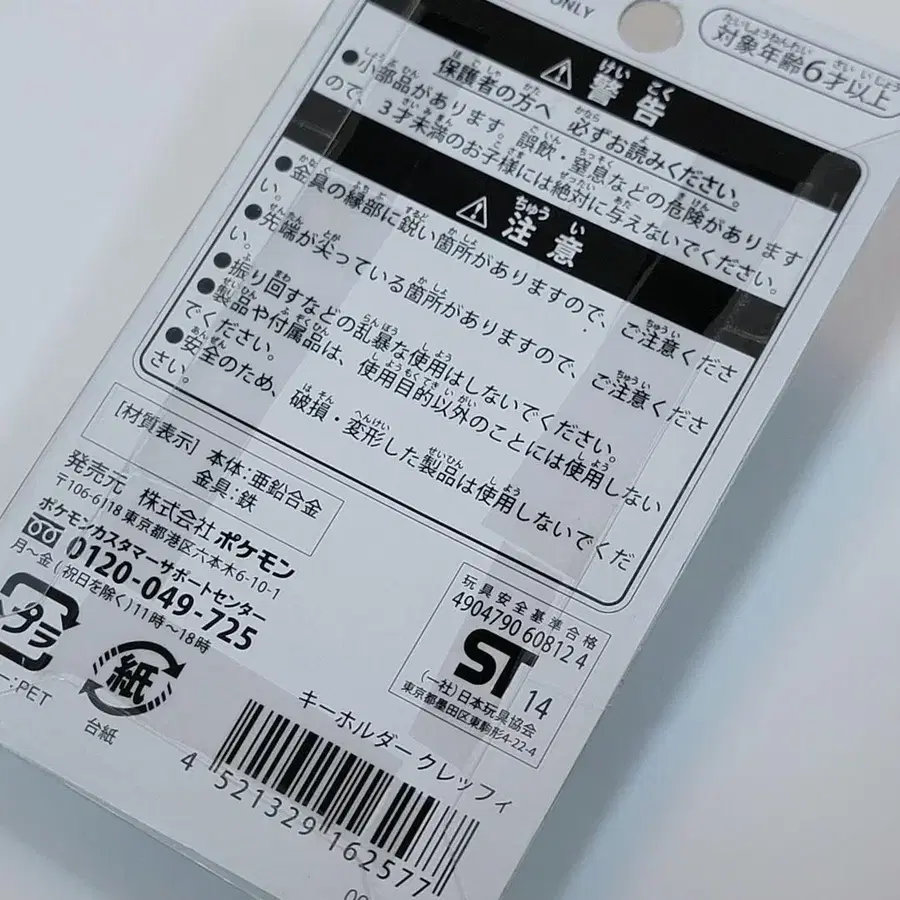 ONLY
対象年齢6才以上
警告
保護者の方へ 必ずお読みください。
●小部品があります。誤飲・窒息などの危険があります
ので、3才未満のお子様には絶対に与えないでください。
注意
●金具の縁部に鋭い箇所がありますので、ご注意くださ
い。
●先端が尖っている箇所がありますので、ご注意くださ
い。
●振り回すなどの乱暴な使用はしないでください。
●製品や付属品は、使用目的以外のことには使用しない
でください。
●安全のため、破損・変形した製品は使用しないでくだ
さい。
[材質表示] 本体:亜鉛合金
金具:鉄
発売元 株式会社ポケモン
〒106-6118 東京都港区六本木6-10-1
ポケモンカスタマーサポートセンター
0120-049-725
月～金(祝日を除く)11時～18時
プラ
ー:PET
紙
台紙
玩具安全基準合格
4904790 60812 4
ST 14
(一社)日本玩具協会
東京都墨田区東駒形4-22-4
キーホルダー クレッフィ
4 521329 162577